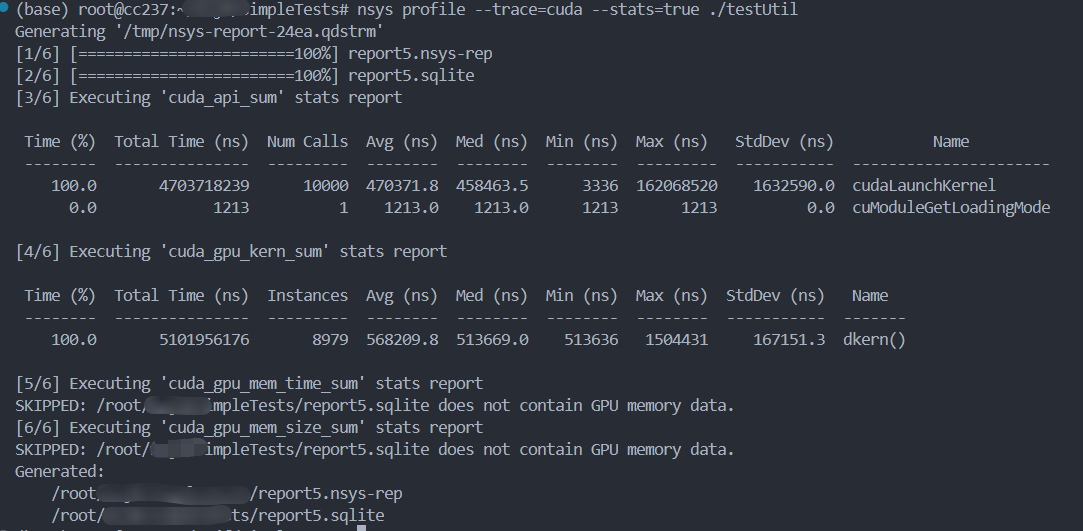 (base) root@cc237:~ impleTests# nsys profile --trace=cuda --stats=true ./testUtil
Generating '/tmp/nsys-report-24ea.qdstrm'
[1/6] [========================100%] report5.nsys-rep
[2/6] [========================100%] report5.sqlite
[3/6] Executing 'cuda_api_sum' stats report
Time (%) Total Time (ns) Num Calls Avg (ns) Med (ns) Min (ns) Max (ns) StdDev (ns) Name
-------- --------------- --------- -------- -------- -------- --------- ----------- ----------------------
100.0 4703718239 10000 470371.8 458463.5 3336 162068520 1632590.0 cudaLaunchKernel
0.0 1213 1 1213.0 1213.0 1213 1213 0.0 cuModuleGetLoadingMode
[4/6] Executing 'cuda_gpu_kern_sum' stats report
Time (%) Total Time (ns) Instances Avg (ns) Med (ns) Min (ns) Max (ns) StdDev (ns) Name
-------- --------------- --------- -------- -------- -------- -------- ----------- -------
100.0 5101956176 8979 568209.8 513669.0 513636 1504431 167151.3 dkern()
[5/6] Executing 'cuda_gpu_mem_time_sum' stats report
SKIPPED: /root/ impleTests/report5.sqlite does not contain GPU memory data.
[6/6] Executing 'cuda_gpu_mem_size_sum' stats report
SKIPPED: /root/ impleTests/report5.sqlite does not contain GPU memory data.
Generated:
/root/ /report5.nsys-rep
/root/ ts/report5.sqlite